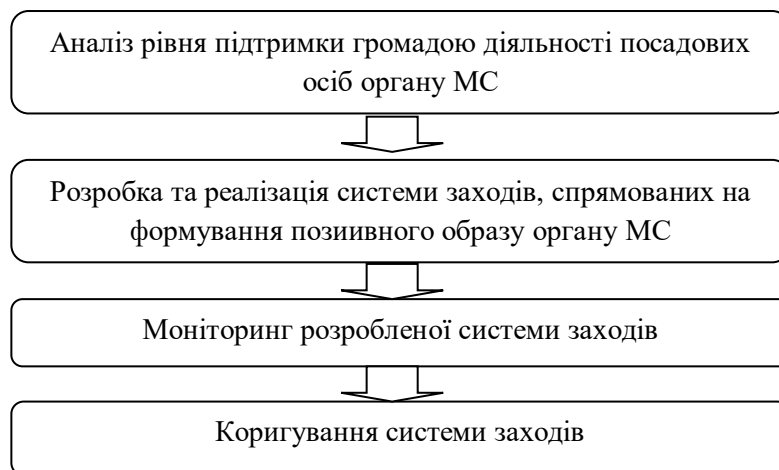 Аналіз рівня підтримки громадою діяльності посадових
осіб органу МС
Розробка та реалізація системи заходів, спрямованих на
формування позиивного образу органу МС
Моніторинг розробленої системи заходів
Коригування системи заходів